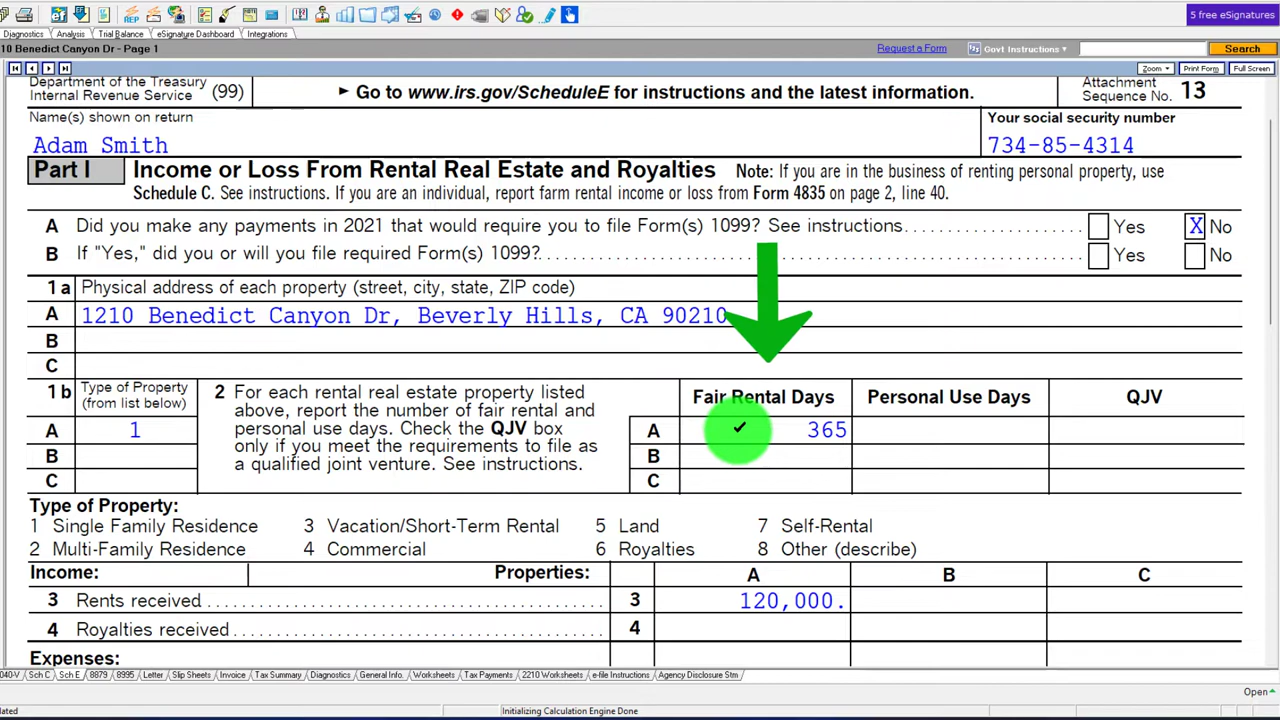 5 free eSignatures
REP
Diagnostics Analysis Trial Balance eSignature Dashboard Integrations
10 Benedict Canyon Dr - Page 1 Request a Form Govt Instructions Search
Zoom Print Form Full Screen
Department of the Treasury
Internal Revenue Service (99)
► Go to www.irs.gov/ScheduleE for instructions and the latest information.
Attachment
Sequence No. 13
Name(s) shown on return
Your social security number
Adam Smith 734-85-4314
Part I Income or Loss From Rental Real Estate and Royalties Note: If you are in the business of renting personal property, use
Schedule C. See instructions. If you are an individual, report farm rental income or loss from Form 4835 on page 2, line 40.
A Did you make any payments in 2021 that would require you to file Form(s) 1099? See instructions Yes X No
B If "Yes," did you or will you file required Form(s) 1099? Yes No
1a Physical address of each property (street, city, state, ZIP code)
A 1210 Benedict Canyon Dr, Beverly Hills, CA 90210
B
C
1b Type of Property
(from list below)
2 For each rental real estate property listed
above, report the number of fair rental and
personal use days. Check the QJV box
only if you meet the requirements to file as
a qualified joint venture. See instructions.
Fair Rental Days Personal Use Days QJV
A 1 A 365
B B
C C
Type of Property:
1 Single Family Residence 3 Vacation/Short-Term Rental 5 Land 7 Self-Rental
2 Multi-Family Residence 4 Commercial 6 Royalties 8 Other (describe)
Income: Properties: A B C
3 Rents received 3 120,000.
4 Royalties received 4
Expenses:
040-V Sch C Sch E 8879 8995 Letter Slip Sheets Invoice Tax Summary Diagnostics General Info. Worksheets Tax Payments 2210 Worksheets e-file Instructions Agency Disclosure Stm
Open
lated Initializing Calculation Engine Done